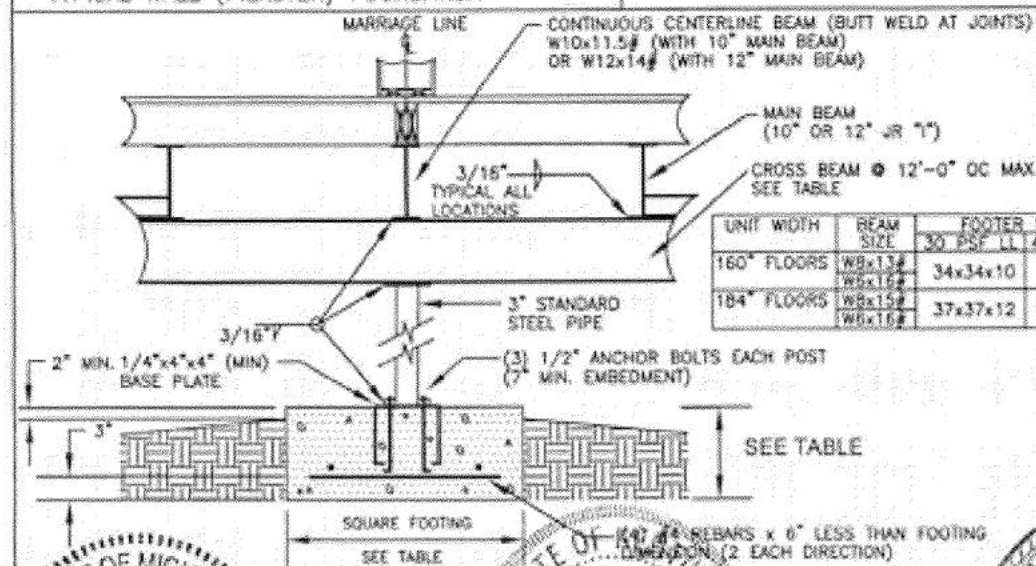 MARRIAGE LINE
CONTINUOUS CENTERLINE BEAM (BUTT WELD AT JOINTS)
W10x11.5# (WITH 10" MAIN BEAM)
OR W12x14# (WITH 12" MAIN BEAM)
MAIN BEAM
(10" OR 12" JR "I")
3/16"
TYPICAL ALL
LOCATIONS
CROSS BEAM @ 12'-0" OC MAX
SEE TABLE
UNIT WIDTH BEAM SIZE FOOTER
30 PSF LL
160" FLOORS W8x13# 34x34x10
W6x16#
184" FLOORS W8x15# 37x37x12
W6x16#
3" STANDARD
STEEL PIPE
3/16"
2" MIN. 1/4"x4"x4" (MIN)
BASE PLATE
(3) 1/2" ANCHOR BOLTS EACH POST
(7" MIN. EMBEDMENT)
3"
SEE TABLE
SQUARE FOOTING
SEE TABLE
REBARS x 6" LESS THAN FOOTING
DIMENSION (2 EACH DIRECTION)
OF MICH
TE OF